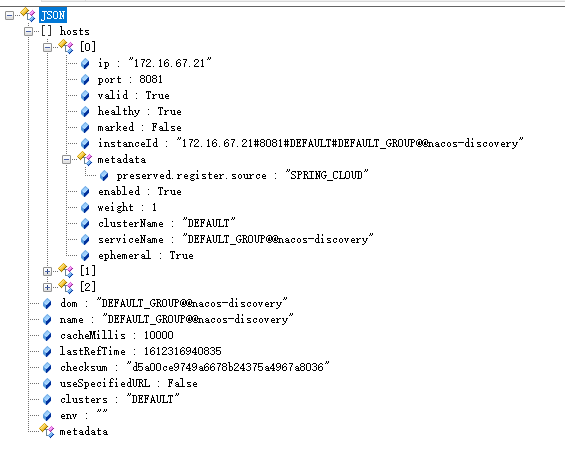 JSON
[] hosts
[0]
ip : "172.16.67.21"
port : 8081
valid : True
healthy : True
marked : False
instanceId : "172.16.67.21#8081#DEFAULT#DEFAULT_GROUP@@nacos-discovery"
metadata
preserved.register.source : "SPRING_CLOUD"
enabled : True
weight : 1
clusterName : "DEFAULT"
serviceName : "DEFAULT_GROUP@@nacos-discovery"
ephemeral : True
[1]
[2]
dom : "DEFAULT_GROUP@@nacos-discovery"
name : "DEFAULT_GROUP@@nacos-discovery"
cacheMillis : 10000
lastRefTime : 1612316940835
checksum : "d5a00ce9749a6678b24375a4967a8036"
useSpecifiedURL : False
clusters : "DEFAULT"
env : ""
metadata